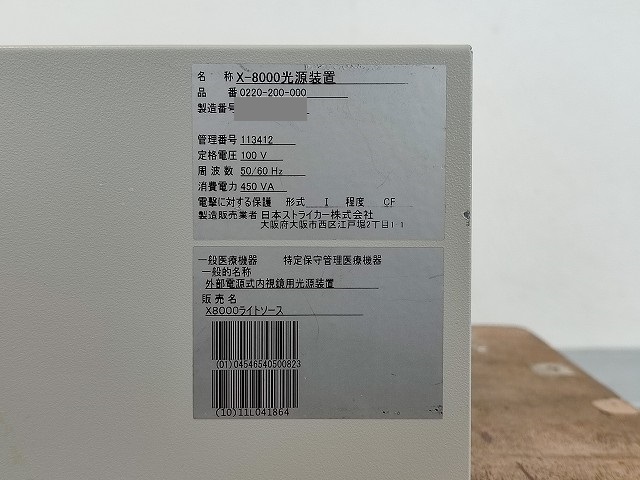 名 称 X-8000光源装置
品 番 0220-200-000
製造番号
管理番号 113412
定格電圧 100 V
周波数 50/60 Hz
消費電力 450 VA
電撃に対する保護 形式 I 程度 CF
製造販売業者 日本ストライカー株式会社
大阪府大阪市西区江戸堀2丁目11
一般医療機器 特定保守管理医療機器
一般的名称
外部電源式内視鏡用光源装置
販売名
X8000ライトソース
(01)04546540500823
(10)11L041864